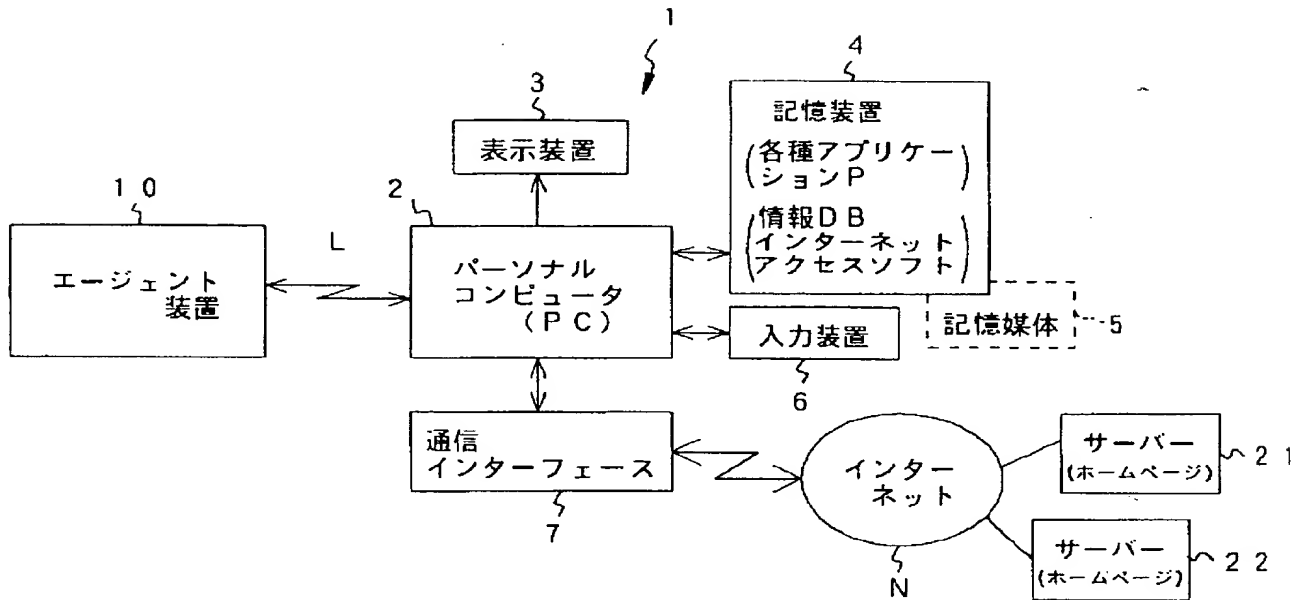 1
3
表示装置
4
記憶装置
(各種アプリケー
ションP)
(情報DB
インターネット
アクセスソフト)
記憶媒体
5
10
エージェント
装置
L
2
パーソナル
コンピュータ
(PC)
入力装置
6
通信
インターフェース
7
インター
ネット
N
サーバー
(ホームページ)
21
サーバー
(ホームページ)
22